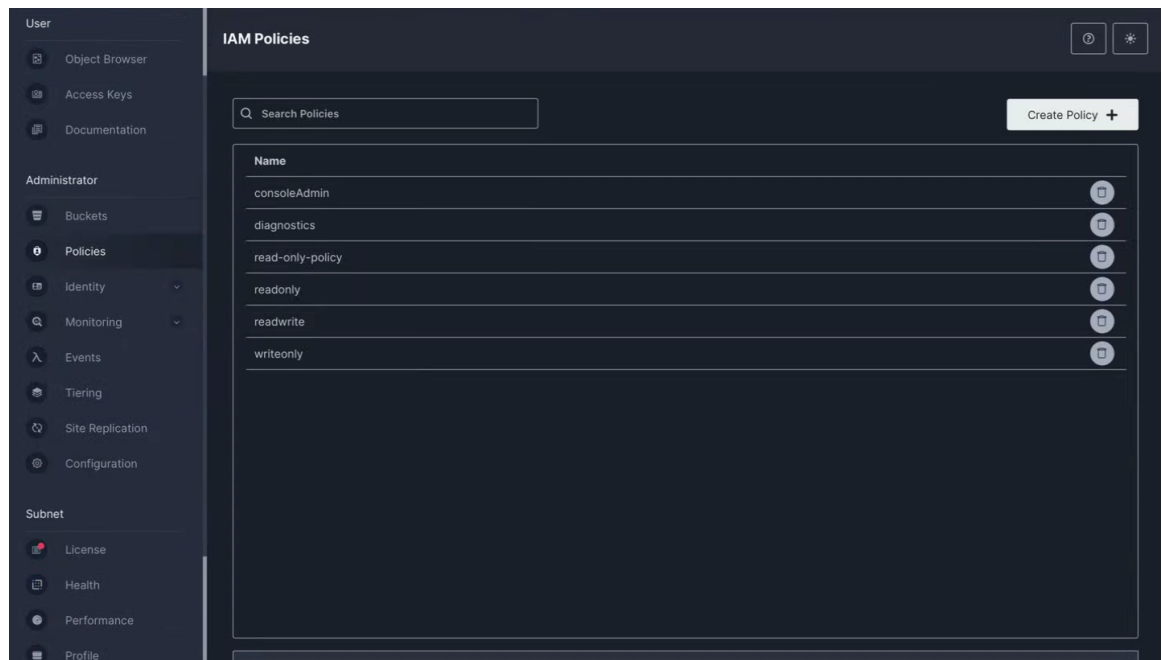 User
Object Browser
Access Keys
Documentation
Administrator
Buckets
Policies
Identity
Monitoring
Events
Tiering
Site Replication
Configuration
Subnet
License
Health
Performance
Profile
IAM Policies
Search Policies
Create Policy
Name
consoleAdmin
diagnostics
read-only-policy
readonly
readwrite
writeonly